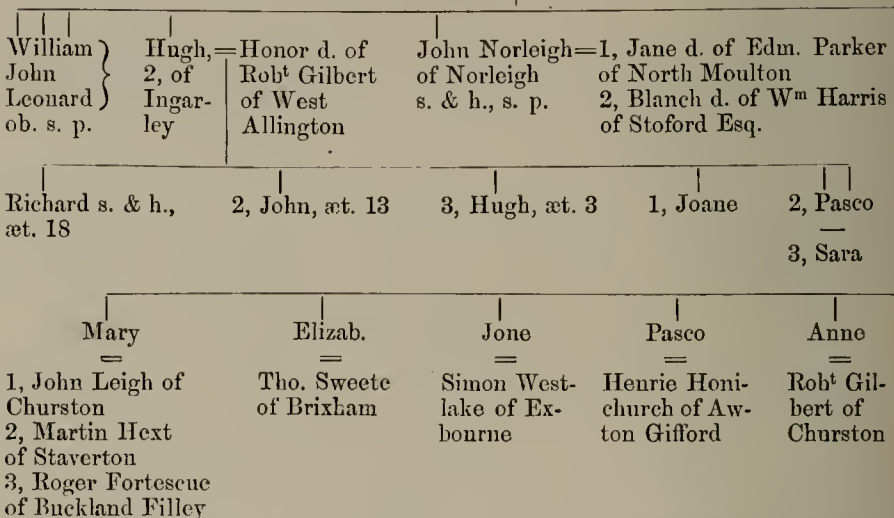 William
John
Leonard
ob. s. p.
Hugh,=Honor d. of
2, of
Ingar-
ley
Robᵗ Gilbert
of West
Allington
John Norleigh=1, Jane d. of Edm. Parker
of Norleigh
s. & h., s. p.
of North Moulton
2, Blanch d. of Wᵐ Harris
of Stoford Esq.
Richard s. & h.,
æt. 18
2, John, æt. 13
3, Hugh, æt. 3
1, Joane
2, Pasco
3, Sara
Mary
=
1, John Leigh of
Churston
2, Martin Hext
of Staverton
3, Roger Fortescue
of Buckland Filley
Elizab.
=
Tho. Sweete
of Brixham
Jone
=
Simon West-
lake of Ex-
bourne
Pasco
=
Henrie Honi-
church of Aw-
ton Gifford
Anne
=
Robᵗ Gil-
bert of
Churston